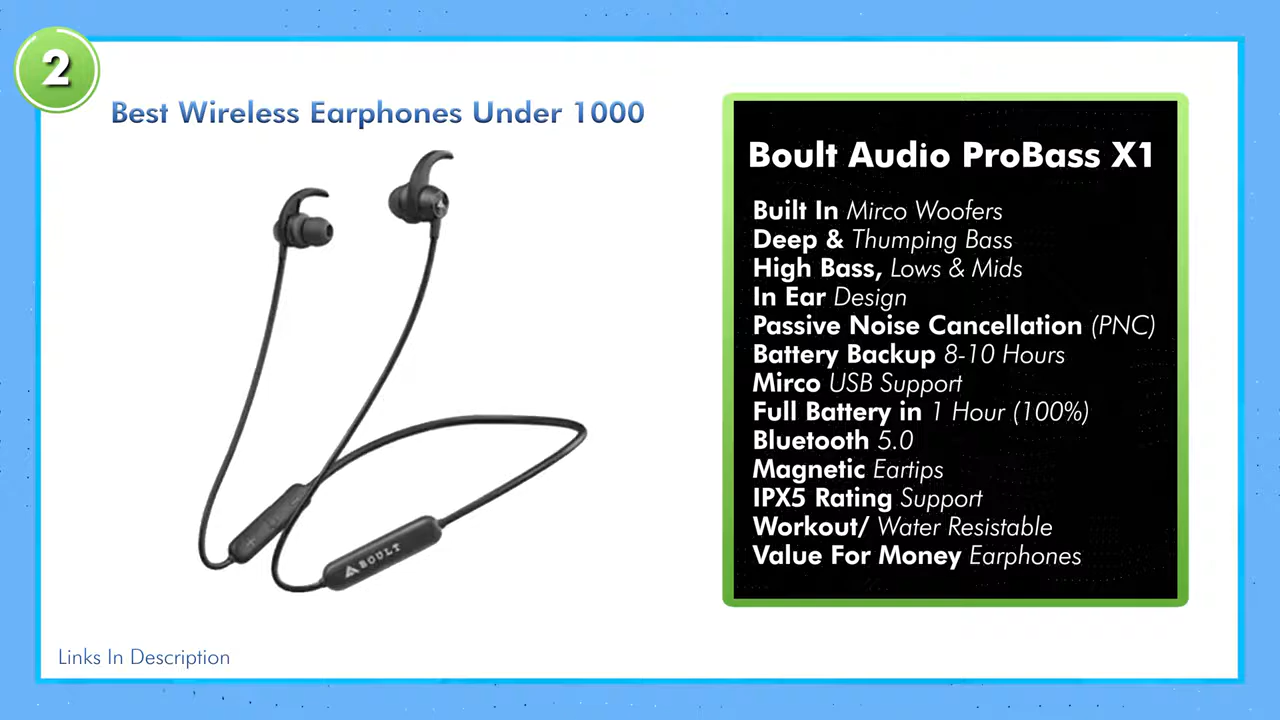 2
Best Wireless Earphones Under 1000
Boult Audio ProBass X1
Built In Mirco Woofers
Deep & Thumping Bass
High Bass, Lows & Mids
In Ear Design
Passive Noise Cancellation (PNC)
Battery Backup 8-10 Hours
Mirco USB Support
Full Battery in 1 Hour (100%)
Bluetooth 5.0
Magnetic Eartips
IPX5 Rating Support
Workout/ Water Resistable
Value For Money Earphones
+
BOULT
Links In Description